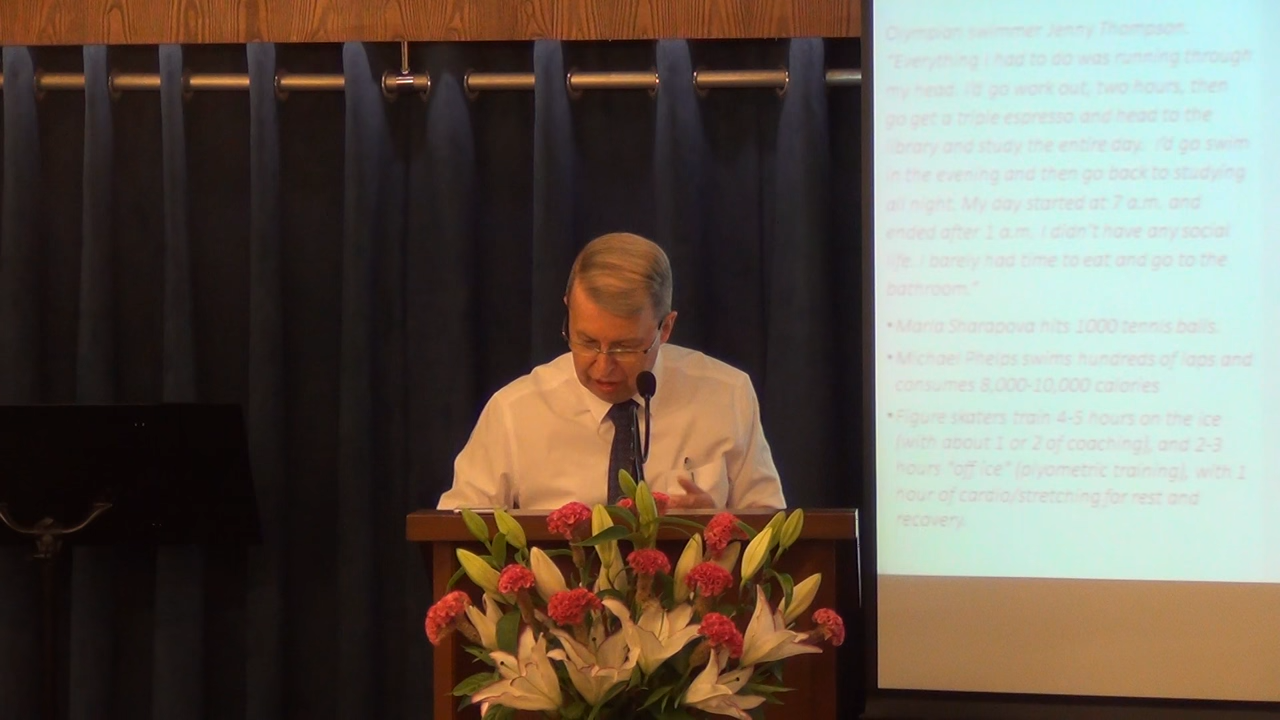 Olympian swimmer Jenny Thompson:
"Everything I had to do was running through
my head. I'd go work out, two hours, then
go get a triple espresso and head to the
library and study the entire day. I'd go swim
in the evening and then go back to studying
all night. My day started at 7 a.m. and
ended after 1 a.m. I didn't have any social
life. I barely had time to eat and go to the
bathroom."
•Maria Sharapova hits 1000 tennis balls.
•Michael Phelps swims hundreds of laps and
consumes 8,000-10,000 calories
•Figure skaters train 4-5 hours on the ice
(with about 1 or 2 of coaching), and 2-3
hours "off ice" (plyometric training), with 1
hour of cardio/stretching for rest and
recovery.